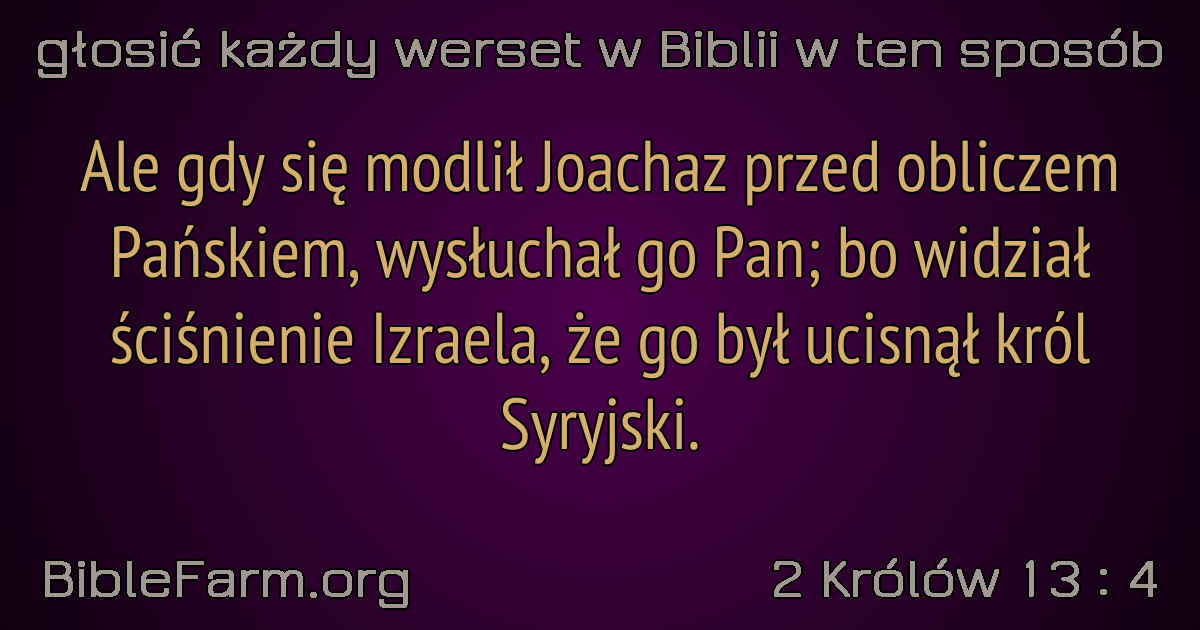 głosić każdy werset w Biblii w ten sposób
Ale gdy się modlił Joachaz przed obliczem
Pańskiem, wysłuchał go Pan; bo widział
ściśnienie Izraela, że go był ucisnął król
Syryjski.
BibleFarm.org
2 Królów 13 : 4